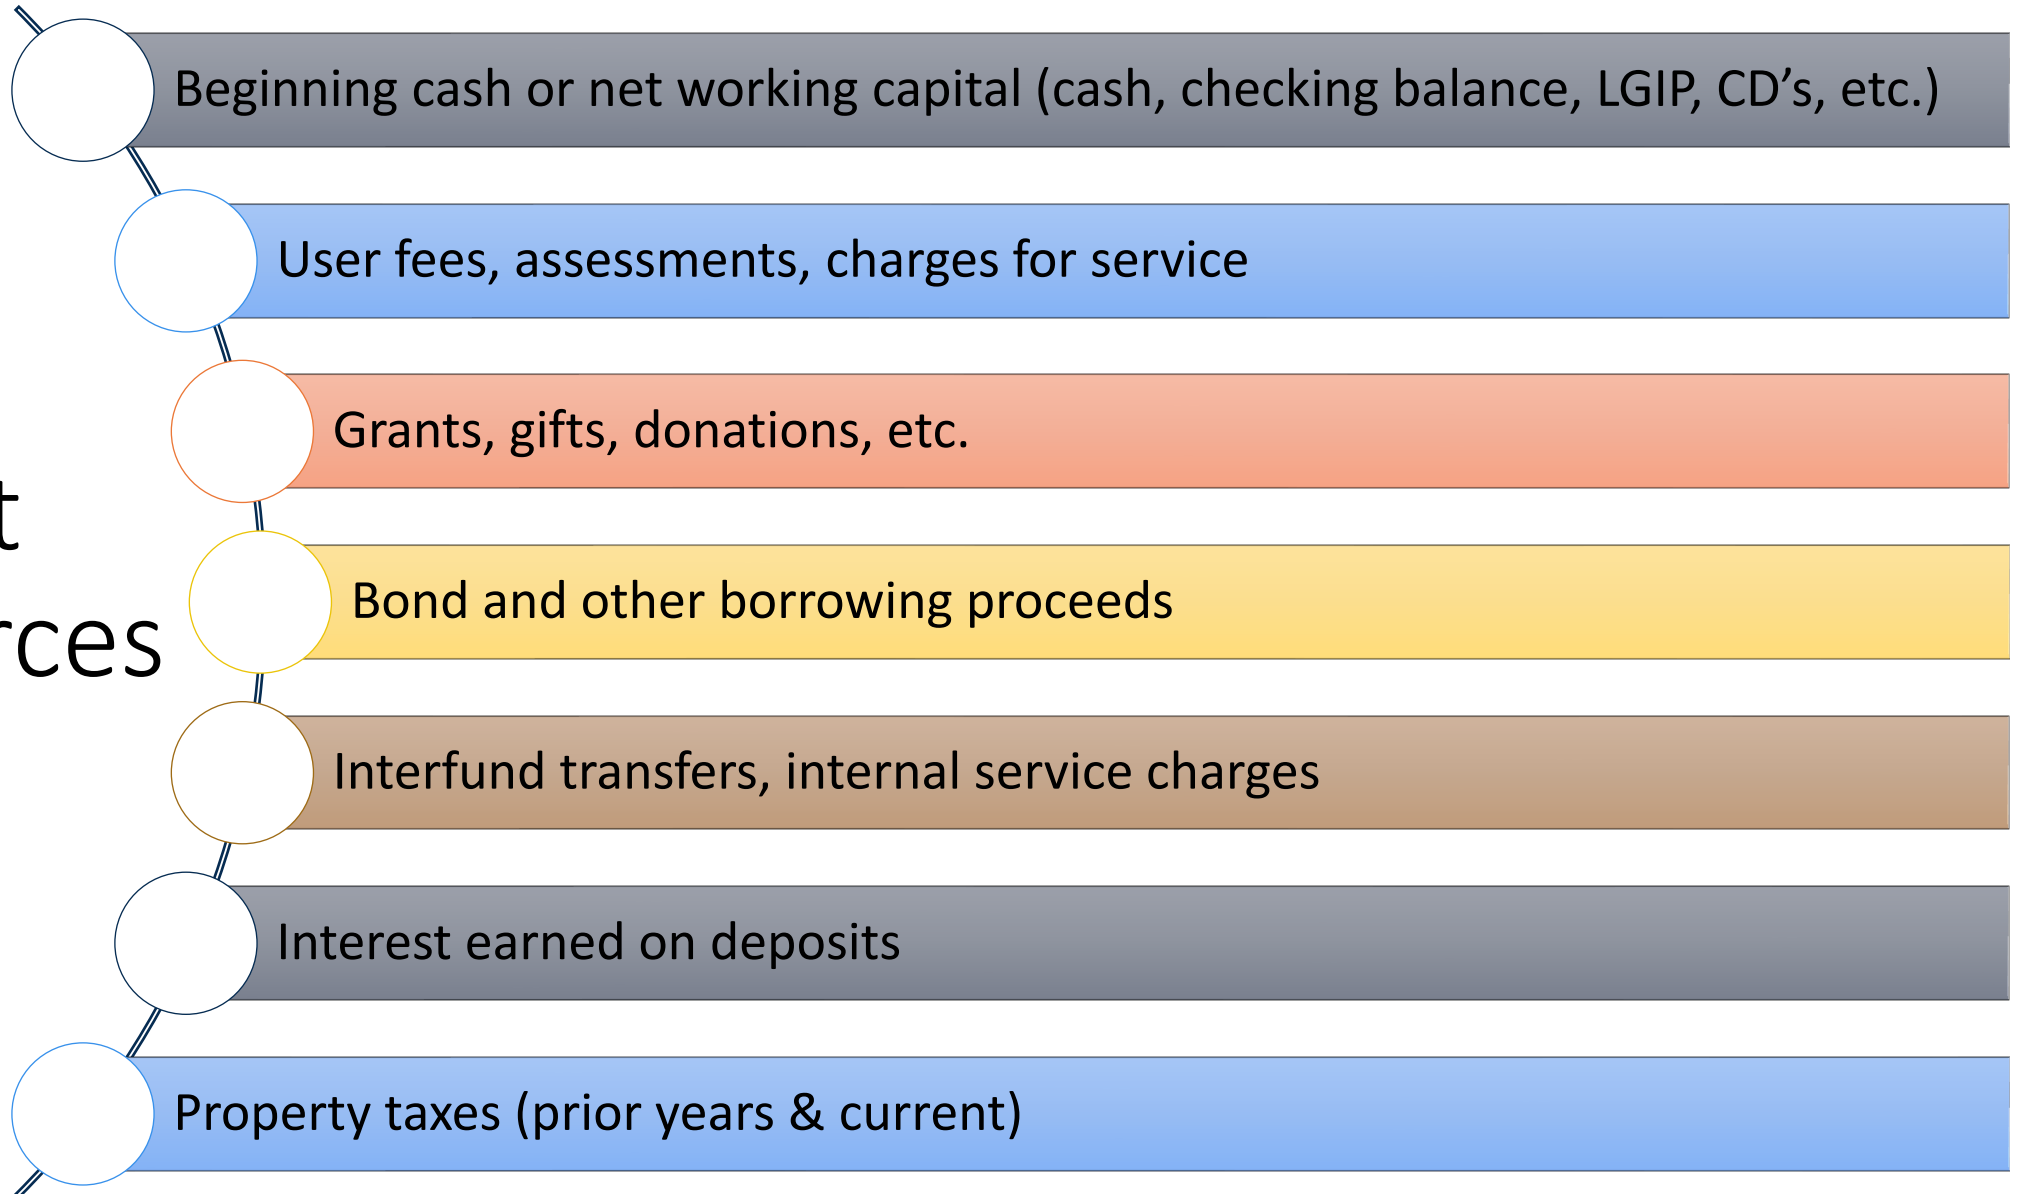 Beginning cash or net working capital (cash, checking balance, LGIP, CD’s, etc.)
User fees, assessments, charges for service
Grants, gifts, donations, etc.
Bond and other borrowing proceeds
Interfund transfers, internal service charges
Interest earned on deposits
Property taxes (prior years & current)